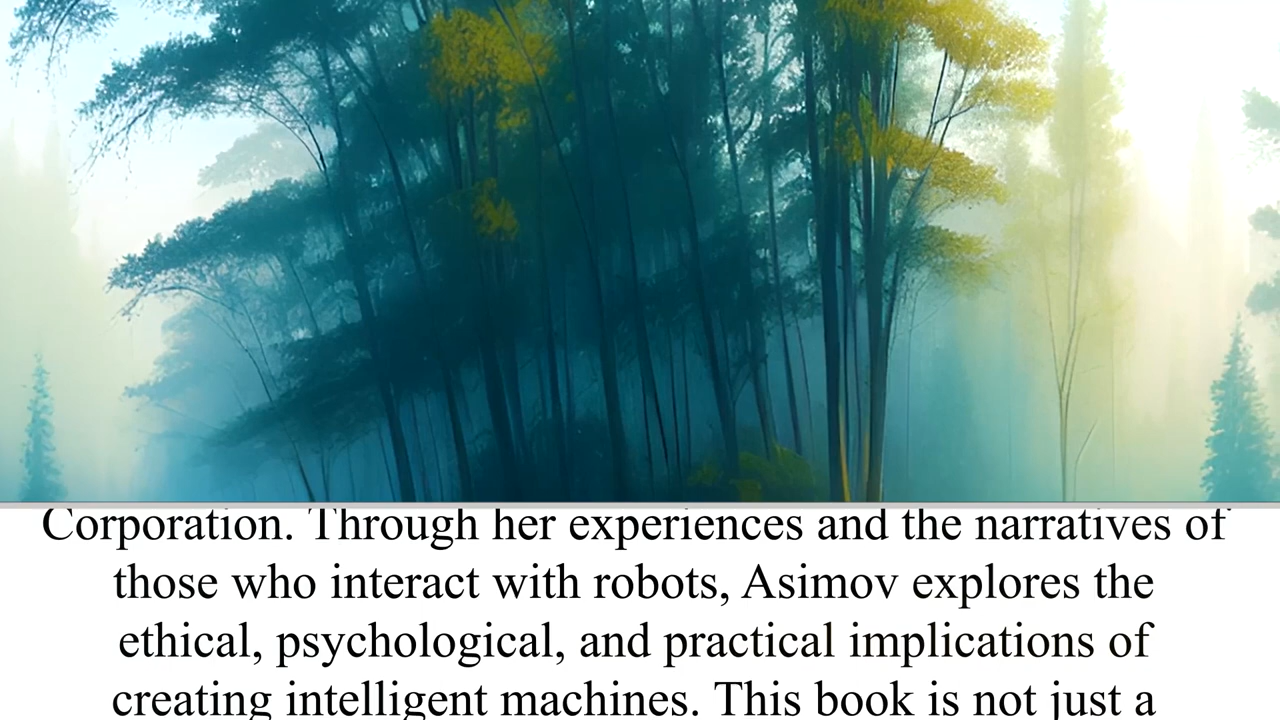 Corporation. Through her experiences and the narratives of
those who interact with robots, Asimov explores the
ethical, psychological, and practical implications of
creating intelligent machines. This book is not just a